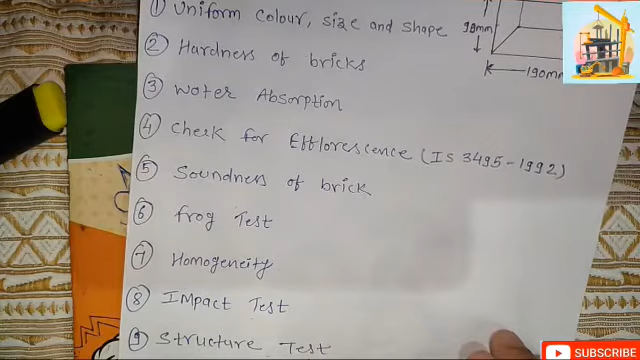 ① Uniform Colour, size and shape
② Hardness of bricks
③ Water Absorption
④ Check for Efflorescence (IS 3495-1992)
⑤ Soundness of brick
⑥ frog Test
⑦ Homogeneity
⑧ Impact Test
⑨ Structure Test
90mm
190mm
SUBSCRIBE